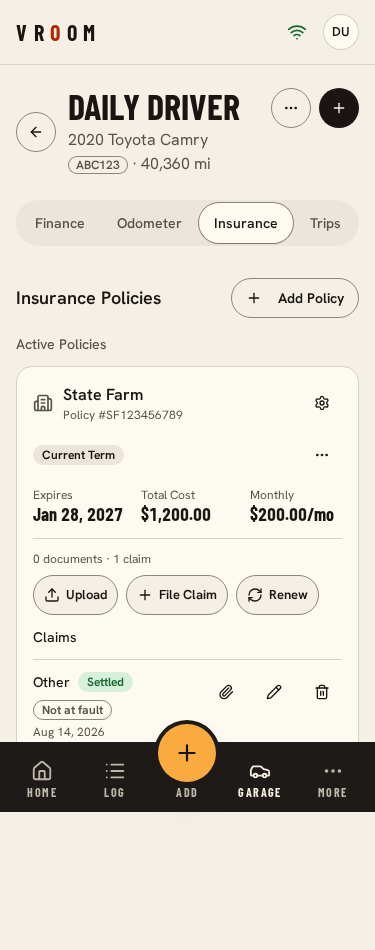 VROOM
DU
DAILY DRIVER
2020 Toyota Camry
ABC123 · 40,360 mi
Finance Odometer Insurance Trips
Insurance Policies
Add Policy
Active Policies
State Farm
Policy #SF123456789
Current Term
Expires Total Cost Monthly
Jan 28, 2027 $1,200.00 $200.00/mo
0 documents · 1 claim
Upload File Claim Renew
Claims
Other Settled
Not at fault
Aug 14, 2026
HOME LOG ADD GARAGE MORE